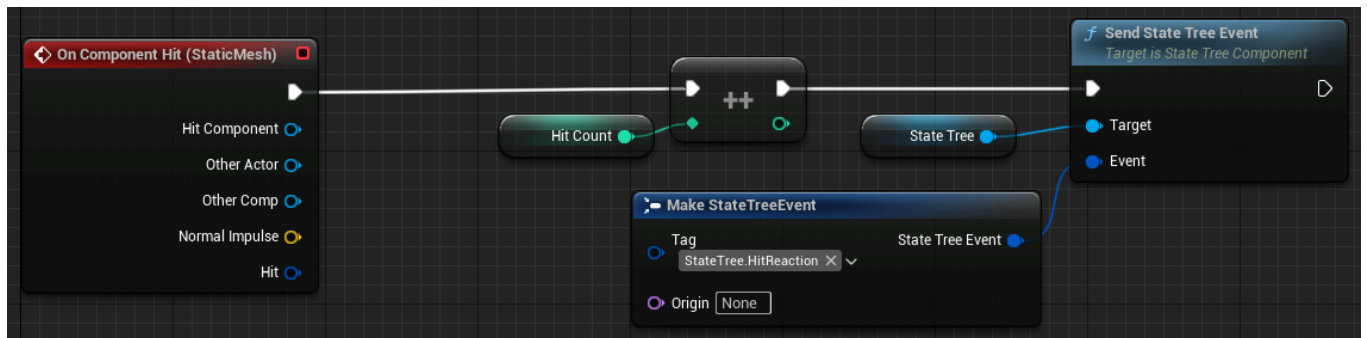 On Component Hit (StaticMesh)
Hit Component
Other Actor
Other Comp
Normal Impulse
Hit
Hit Count
++
State Tree
Make StateTreeEvent
Tag
StateTree.HitReaction
State Tree Event
Origin None
f Send State Tree Event
Target is State Tree Component
Target
Event